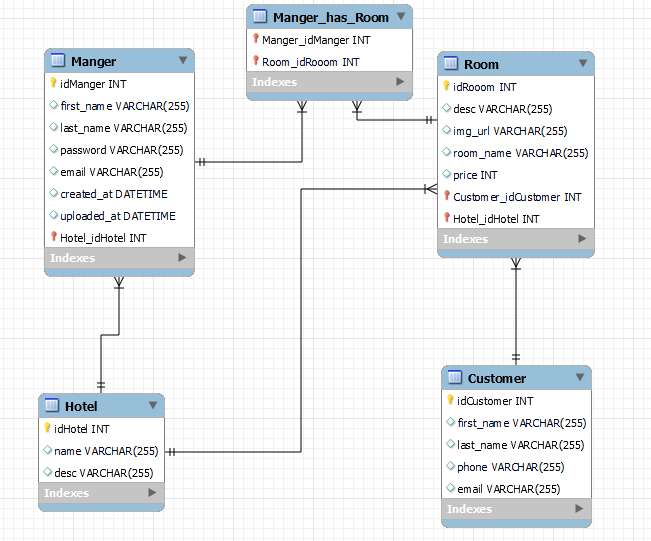 Manger_has_Room
Manger_idManger INT
Room_idRooom INT
Indexes
Manger
idManger INT
first_name VARCHAR(255)
last_name VARCHAR(255)
password VARCHAR(255)
email VARCHAR(255)
created_at DATETIME
uploaded_at DATETIME
Hotel_idHotel INT
Indexes
Room
idRooom INT
desc VARCHAR(255)
img_url VARCHAR(255)
room_name VARCHAR(255)
price INT
Customer_idCustomer INT
Hotel_idHotel INT
Indexes
Hotel
idHotel INT
name VARCHAR(255)
desc VARCHAR(255)
Indexes
Customer
idCustomer INT
first_name VARCHAR(255)
last_name VARCHAR(255)
phone VARCHAR(255)
email VARCHAR(255)
Indexes